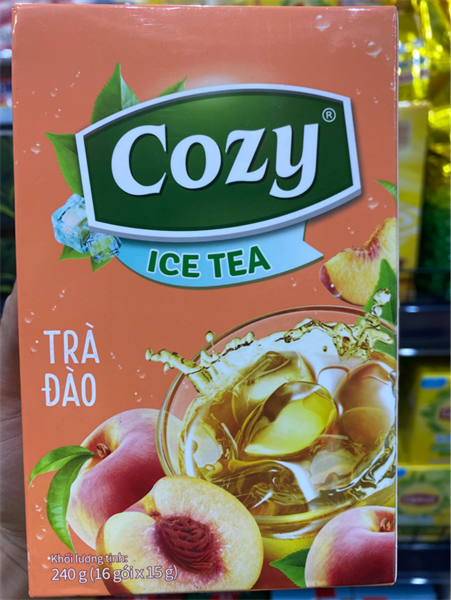 Cozy®
ICE TEA
TRÀ
ĐÀO
*Khối lượng tịnh:
240 g (16 gói x 15 g)